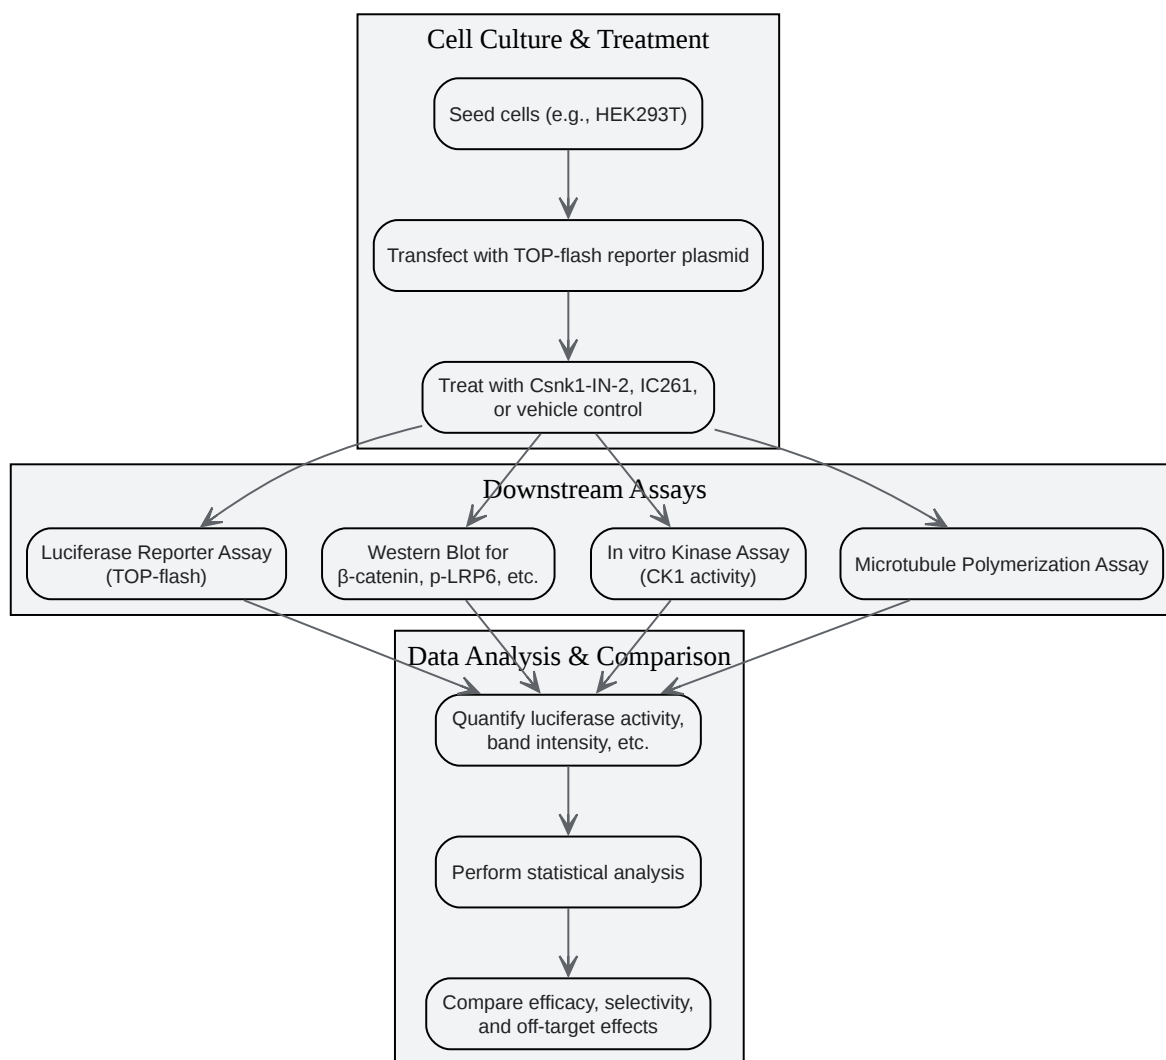 Cell Culture & Treatment
Seed cells (e.g., HEK293T)
Transfect with TOP-flash reporter plasmid
Treat with Csnk1-IN-2, IC261,
or vehicle control
Downstream Assays
Luciferase Reporter Assay
(TOP-flash)
Western Blot for
β-catenin, p-LRP6, etc.
In vitro Kinase Assay
(CK1 activity)
Microtubule Polymerization Assay
Data Analysis & Comparison
Quantify luciferase activity,
band intensity, etc.
Perform statistical analysis
Compare efficacy, selectivity,
and off-target effects